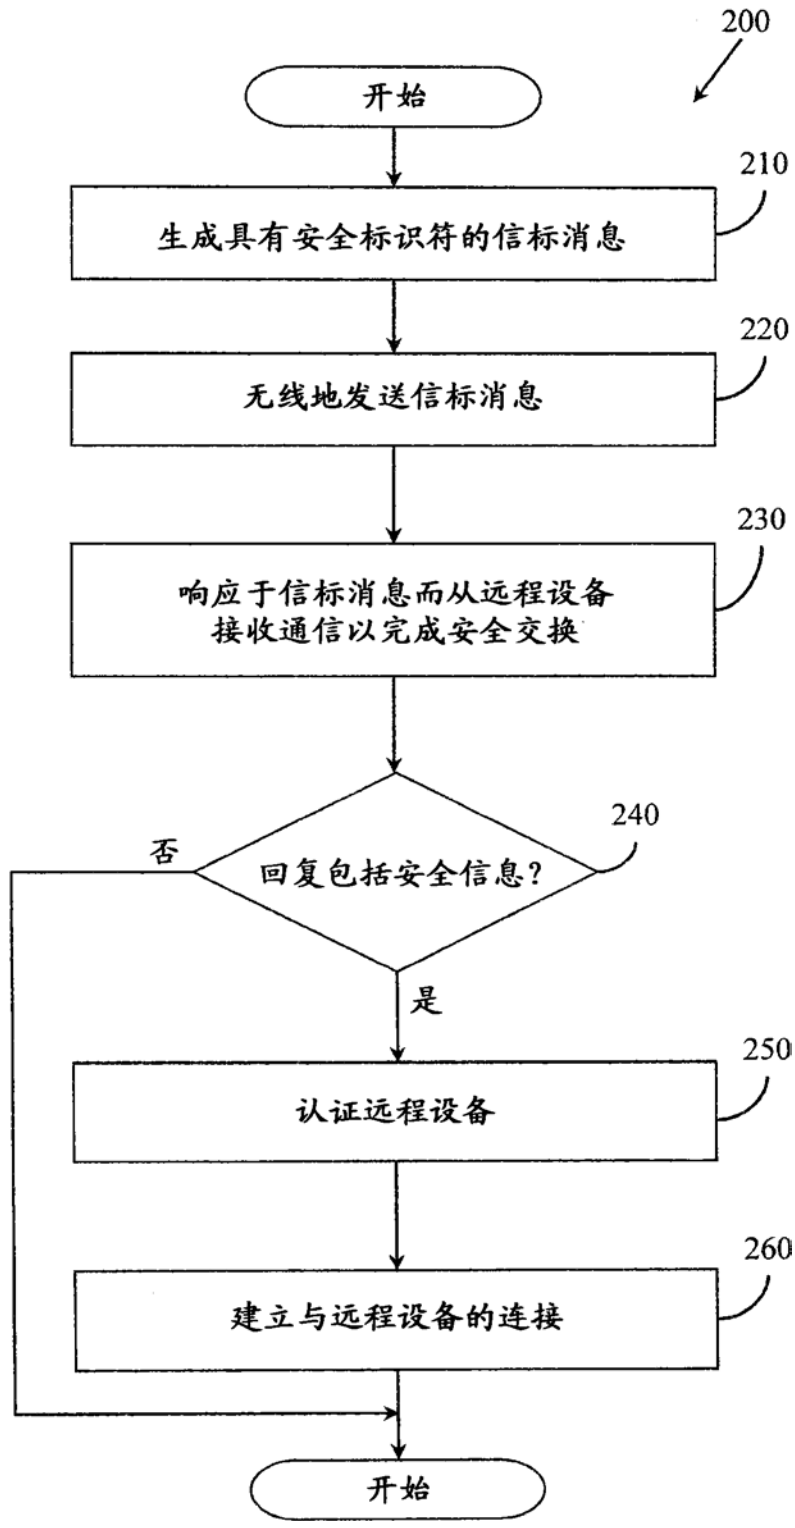 200
开始
210
生成具有安全标识符的信标消息
220
无线地发送信标消息
230
响应于信标消息而从远程设备
接收通信以完成安全交换
240
否
回复包括安全信息?
是
250
认证远程设备
260
建立与远程设备的连接
开始